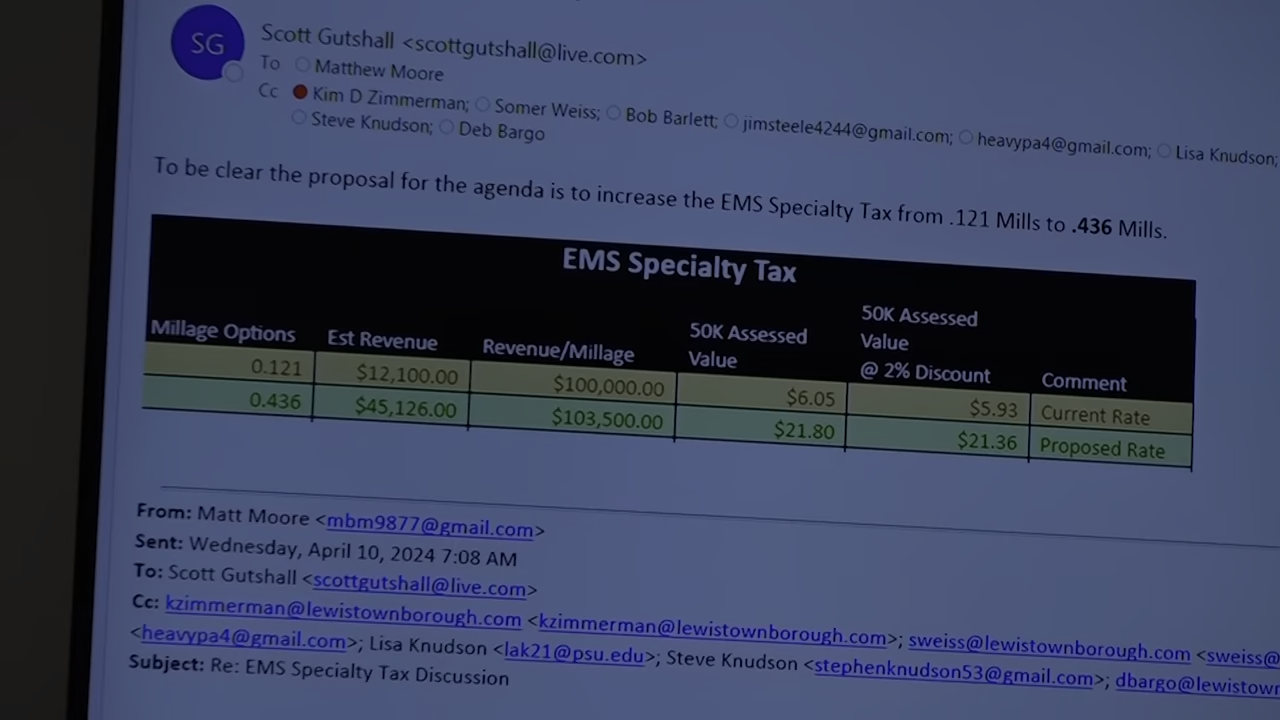 SG
Scott Gutshall <scottgutshall@live.com>
To Matthew Moore
Cc Kim D Zimmerman; Somer Weiss; Bob Barlett; jimsteele4244@gmail.com; heavypa4@gmail.com; Lisa Knudson;
Steve Knudson; Deb Bargo
To be clear the proposal for the agenda is to increase the EMS Specialty Tax from .121 Mills to .436 Mills.
EMS Specialty Tax
Millage Options Est Revenue Revenue/Millage 50K Assessed Value 50K Assessed Value @ 2% Discount Comment
0.121 $12,100.00 $100,000.00 $6.05 $5.93 Current Rate
0.436 $45,126.00 $103,500.00 $21.80 $21.36 Proposed Rate
From: Matt Moore <mbm9877@gmail.com>
Sent: Wednesday, April 10, 2024 7:08 AM
To: Scott Gutshall <scottgutshall@live.com>
Cc: kzimmerman@lewistownborough.com <kzimmerman@lewistownborough.com>; sweiss@lewistownborough.com <sweiss@
<heavypa4@gmail.com>; Lisa Knudson <lak21@psu.edu>; Steve Knudson <stephenknudson53@gmail.com>; dbargo@lewistown
Subject: Re: EMS Specialty Tax Discussion